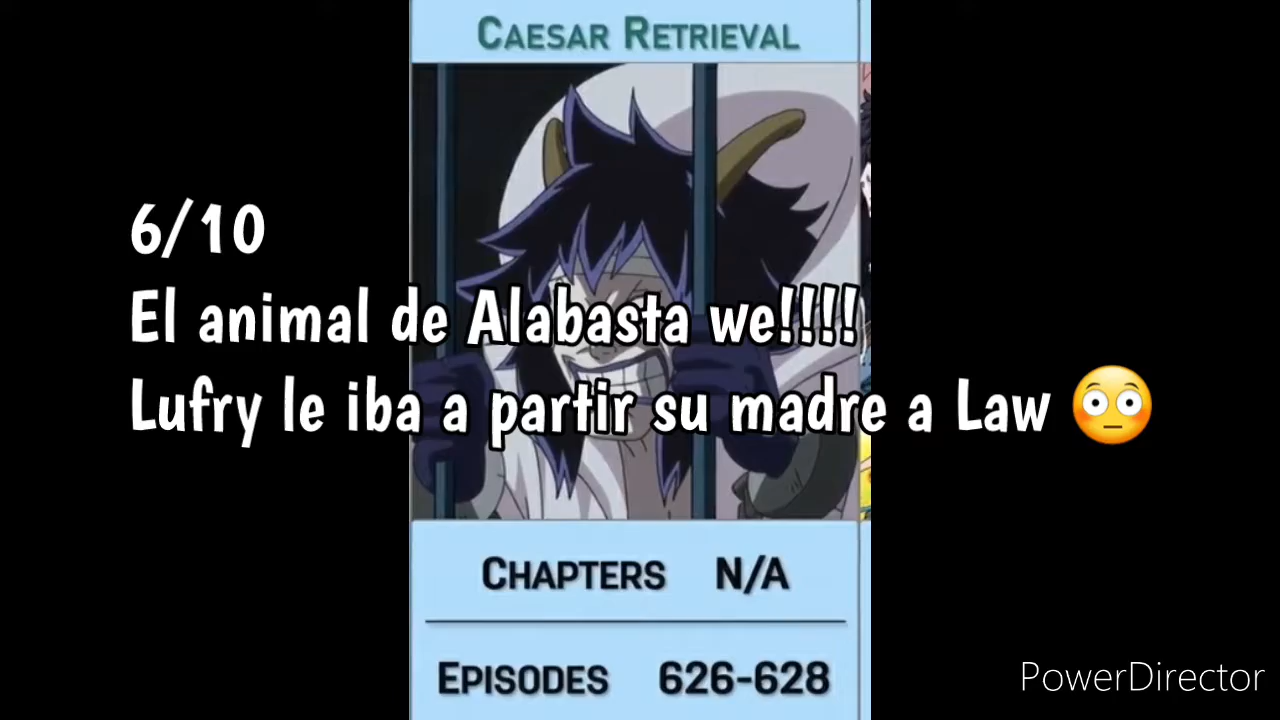 CAESAR RETRIEVAL
6/10
El animal de Alabasta we!!!!
Lufry le iba a partir su madre a Law 😳
CHAPTERS N/A
EPISODES 626-628
PowerDirector